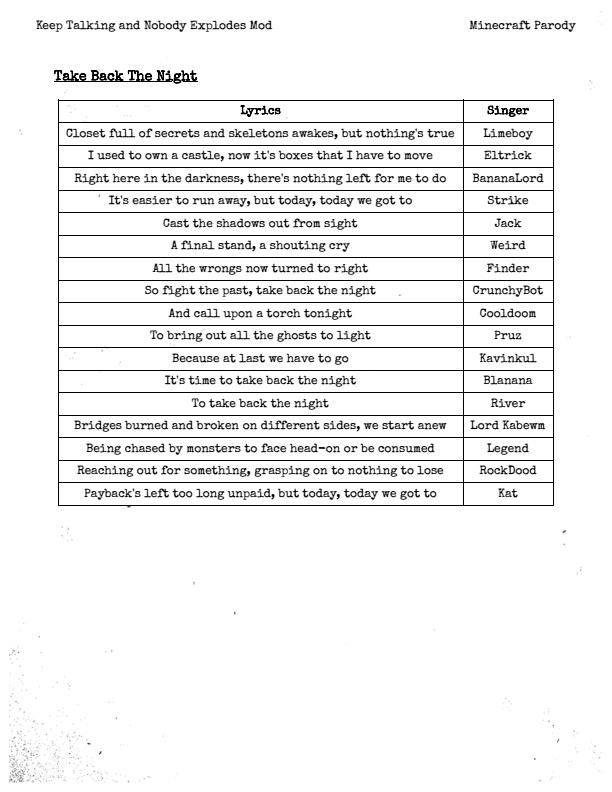 Keep Talking and Nobody Explodes Mod Minecraft Parody
Take Back The Night
Lyrics Singer
Closet full of secrets and skeletons awakes, but nothing's true Limeboy
I used to own a castle, now it's boxes that I have to move Eltrick
Right here in the darkness, there's nothing left for me to do BananaLord
It's easier to run away, but today, today we got to Strike
Cast the shadows out from sight Jack
A final stand, a shouting cry Weird
All the wrongs now turned to right Finder
So fight the past, take back the night CrunchyBot
And call upon a torch tonight Cooldoom
To bring out all the ghosts to light Pruz
Because at last we have to go Kavinkul
It's time to take back the night Blanana
To take back the night River
Bridges burned and broken on different sides, we start anew Lord Kabewm
Being chased by monsters to face head-on or be consumed Legend
Reaching out for something, grasping on to nothing to lose RockDood
Payback's left too long unpaid, but today, today we got to Kat